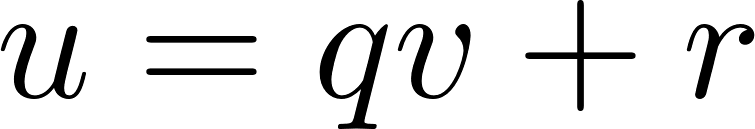 u = qv + r